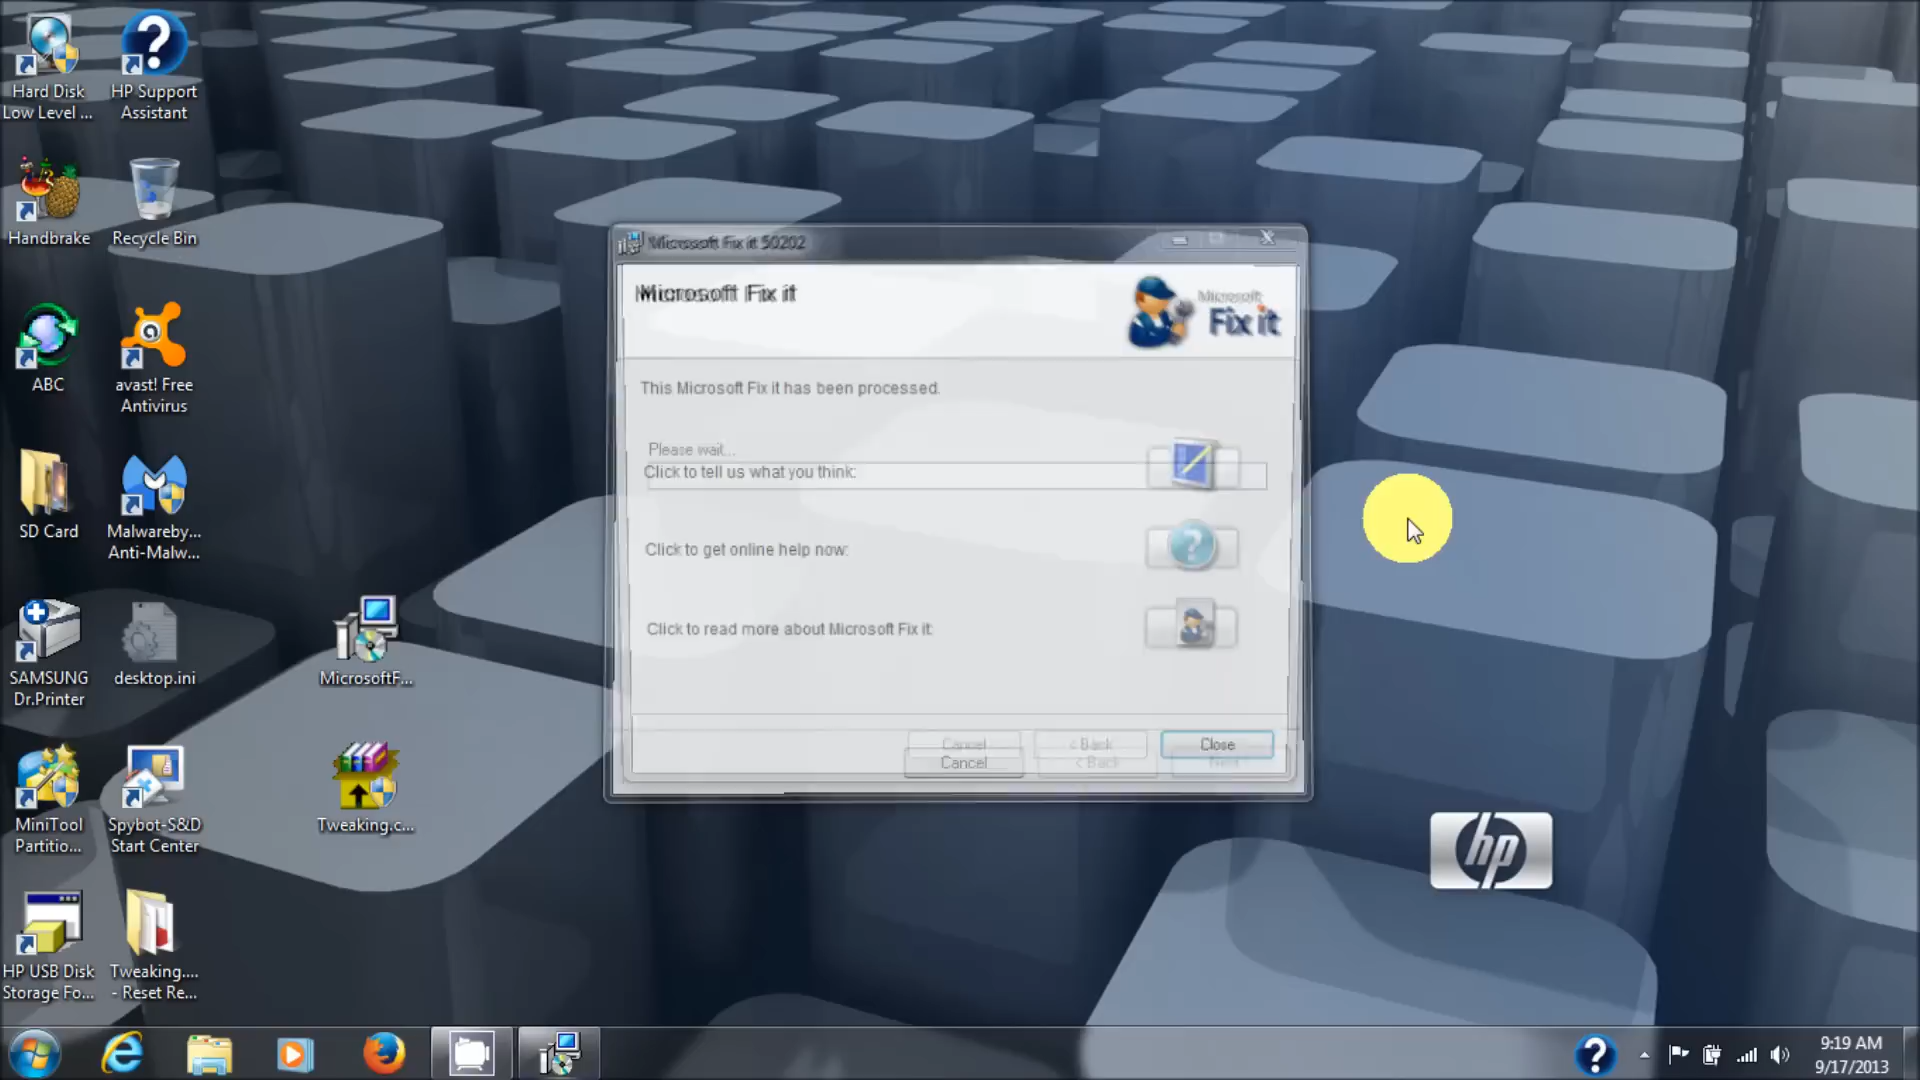 Hard Disk
Low Level ...
HP Support
Assistant
Handbrake
Recycle Bin
ABC
avast! Free
Antivirus
SD Card
Malwareby...
Anti-Malw...
SAMSUNG
Dr.Printer
desktop.ini
MicrosoftF...
MiniTool
Partitio...
Spybot-S&D
Start Center
Tweaking.c...
HP USB Disk
Storage Fo...
Tweaking....
- Reset Re...
Microsoft Fix it 50202
Microsoft Fix it
Microsoft
Fix it
This Microsoft Fix it has been processed.
Please wait...
Click to tell us what you think:
Click to get online help now:
Click to read more about Microsoft Fix it:
Cancel
< Back
Close
Cancel
< Back
Next
hp
9:19 AM
9/17/2013